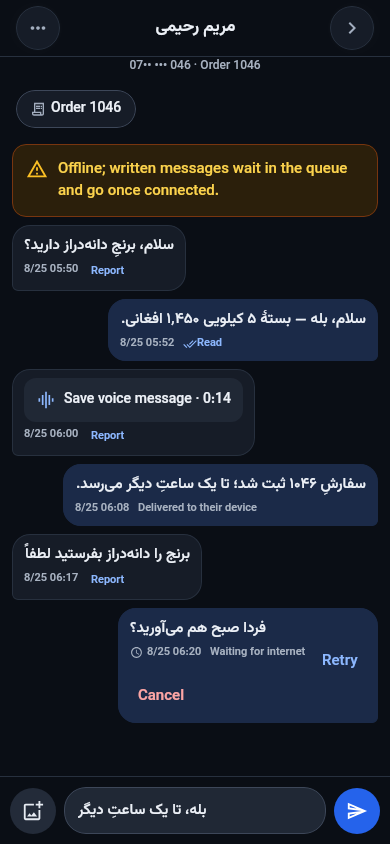 مریم رحیمی
07•• ••• 046 · Order 1046
Order 1046
Offline; written messages wait in the queue
and go once connected.
سلام، برنجِ دانه‌دراز دارید؟
8/25 05:50 Report
سلام، بله — بستهٔ ۵ کیلویی ۱,۴۵۰ افغانی.
8/25 05:52 Read
Save voice message · 0:14
8/25 06:00 Report
سفارشِ ۱۰۴۶ ثبت شد؛ تا یک ساعتِ دیگر می‌رسد.
8/25 06:08 Delivered to their device
برنج را دانه‌دراز بفرستید لطفاً
8/25 06:17 Report
فردا صبح هم می‌آورید؟
8/25 06:20 Waiting for internet Retry
Cancel
بله، تا یک ساعتِ دیگر